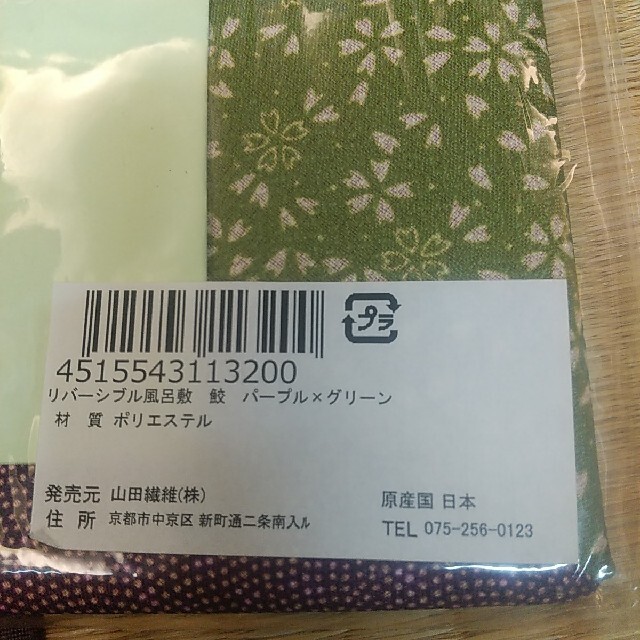 プラ
4515543113200
リバーシブル風呂敷　鮫　パープル×グリーン
材　質 ポリエステル
発売元　山田繊維(株)
原産国 日本
住　所　京都市中京区 新町通二条南入ル
TEL 075-256-0123